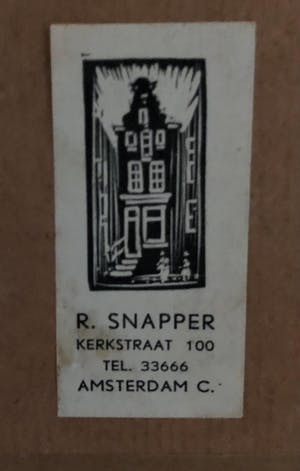 R. SNAPPER
KERKSTRAAT 100
TEL. 33666
AMSTERDAM C.